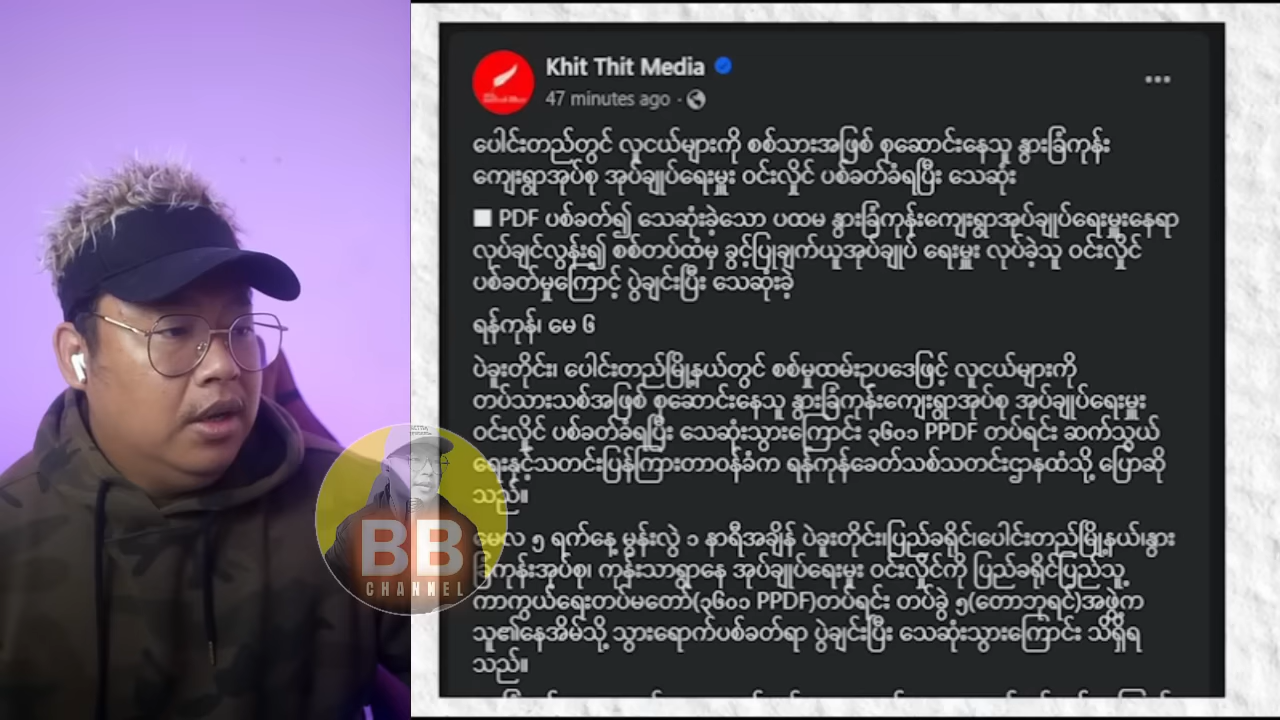 Khit Thit Media
47 minutes ago ·
ပေါင်းတည်တွင် လူငယ်များကို စစ်သားအဖြစ် စုဆောင်းနေသူ နွားခြံကုန်း
ကျေးရွာအုပ်စု အုပ်ချုပ်ရေးမှူး ဝင်းလှိုင် ပစ်ခတ်ခံရပြီး သေဆုံး
PDF ပစ်ခတ်၍ သေဆုံးခဲ့သော ပထမ နွားခြံကုန်းကျေးရွာအုပ်ချုပ်ရေးမှူးနေရာ
လုပ်ချင်လွန်း၍ စစ်တပ်ထံမှ ခွင့်ပြုချက်ယူအုပ်ချုပ် ရေးမှူး လုပ်ခဲ့သူ ဝင်းလှိုင်
ပစ်ခတ်မှုကြောင့် ပွဲချင်းပြီး သေဆုံးခဲ့
ရန်ကုန်၊ မေ ၆
ပဲခူးတိုင်း၊ ပေါင်းတည်မြို့နယ်တွင် စစ်မှုထမ်းဥပဒေဖြင့် လူငယ်များကို
တပ်သားသစ်အဖြစ် စုဆောင်းနေသူ နွားခြံကုန်းကျေးရွာအုပ်စု အုပ်ချုပ်ရေးမှူး
ဝင်းလှိုင် ပစ်ခတ်ခံရပြီး သေဆုံးသွားကြောင်း ၃၆၀၁ PPDF တပ်ရင်း ဆက်သွယ်
ရေးနှင့်သတင်းပြန်ကြားတာဝန်ခံက ရန်ကုန်ခေတ်သစ်သတင်းဌာနထံသို့ ပြောဆို
သည်။
မေလ ၅ ရက်နေ့ မွန်းလွဲ ၁ နာရီအချိန် ပဲခူးတိုင်း၊ပြည်ခရိုင်၊ပေါင်းတည်မြို့နယ်၊နွား
ခြံကုန်းအုပ်စု၊ ကုန်းသာရွာနေ အုပ်ချုပ်ရေးမှူး ဝင်းလှိုင်ကို ပြည်ခရိုင်ပြည်သူ့
ကာကွယ်ရေးတပ်မတော်(၃၆၀၁ PPDF)တပ်ရင်း တပ်ခွဲ ၅(တောဘုရင်)အဖွဲ့က
သူ၏နေအိမ်သို့ သွားရောက်ပစ်ခတ်ရာ ပွဲချင်းပြီး သေဆုံးသွားကြောင်း သိရှိရ
သည်။
BB
CHANNEL